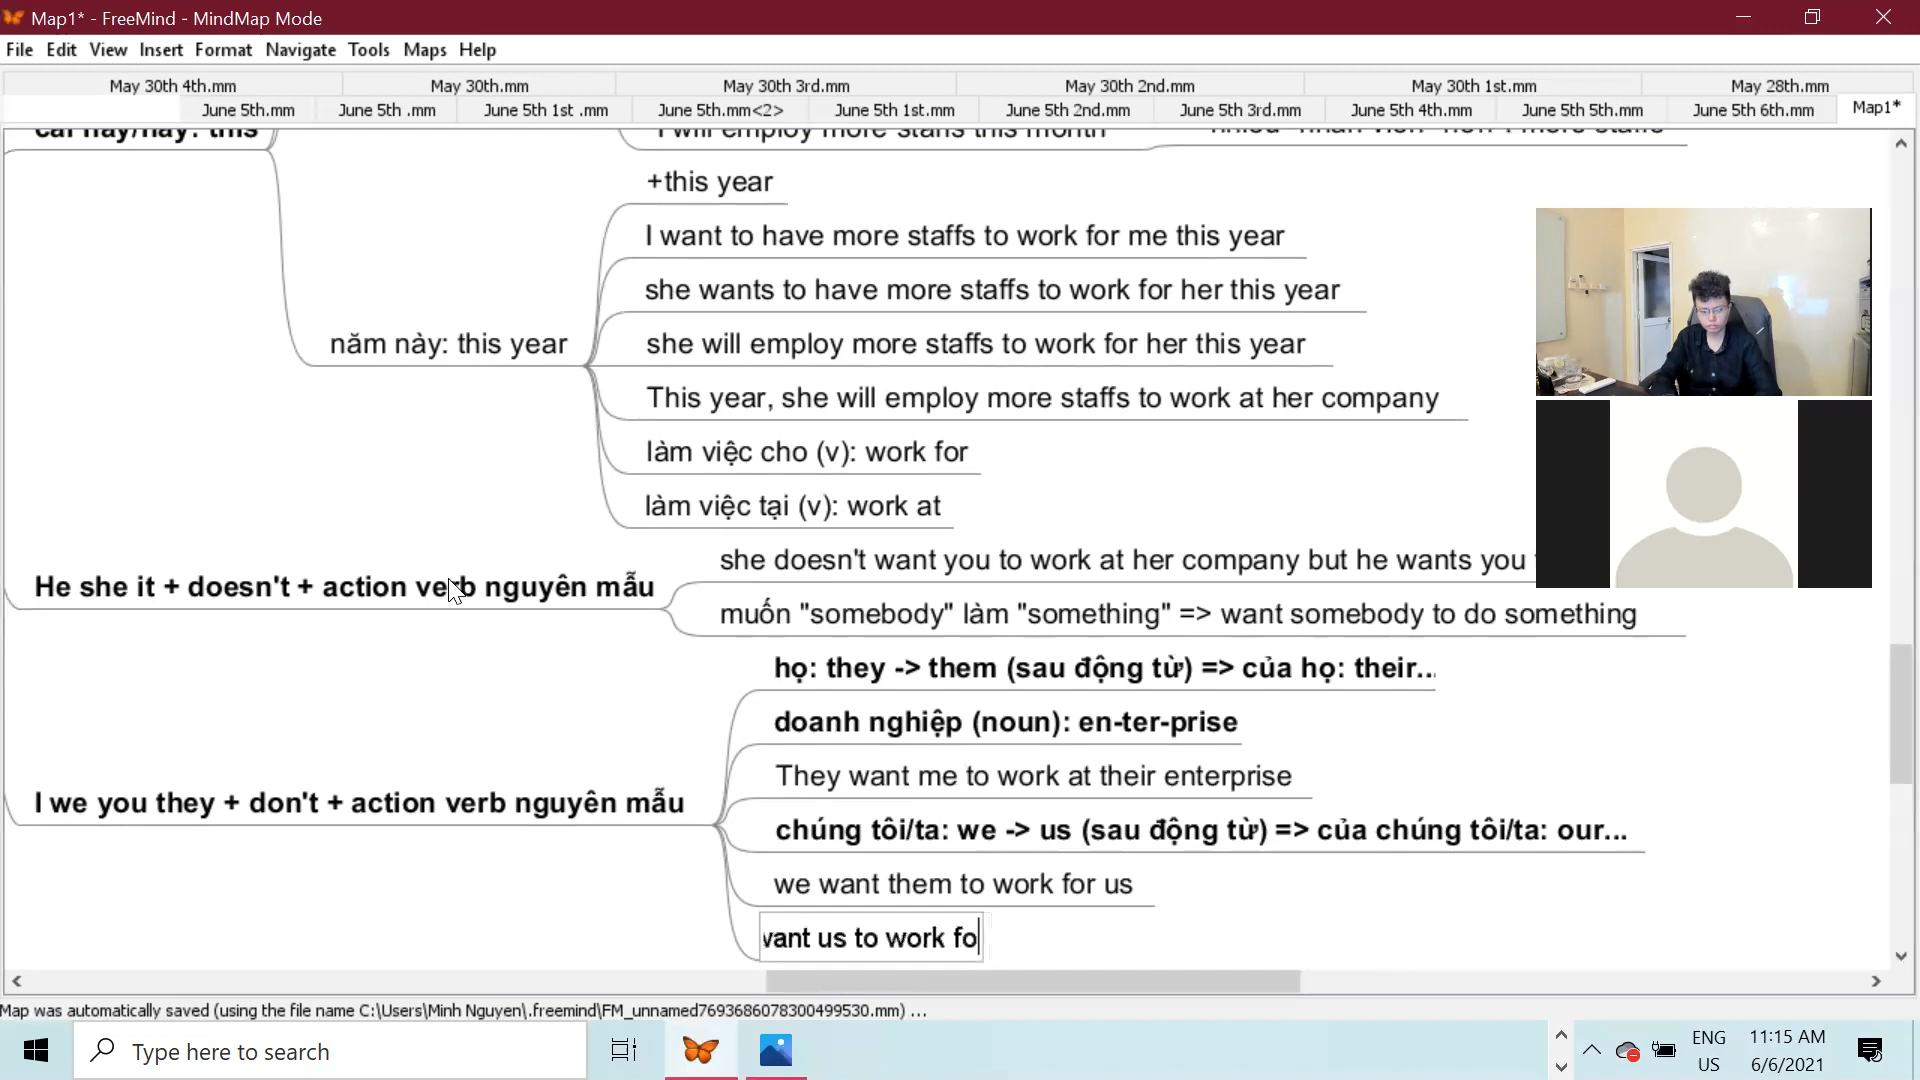 Map1* - FreeMind - MindMap Mode
File Edit View Insert Format Navigate Tools Maps Help
May 30th 4th.mm May 30th.mm May 30th 3rd.mm May 30th 2nd.mm May 30th 1st.mm May 28th.mm
June 5th.mm June 5th .mm June 5th 1st .mm June 5th.mm<2> June 5th 1st.mm June 5th 2nd.mm June 5th 3rd.mm June 5th 4th.mm June 5th 5th.mm June 5th 6th.mm Map1*
I will employ more staffs this month
+this year
I want to have more staffs to work for me this year
she wants to have more staffs to work for her this year
năm này: this year
she will employ more staffs to work for her this year
This year, she will employ more staffs to work at her company
làm việc cho (v): work for
làm việc tại (v): work at
He she it + doesn't + action verb nguyên mẫu
she doesn't want you to work at her company but he wants you
muốn "somebody" làm "something" => want somebody to do something
họ: they -> them (sau động từ) => của họ: their...
doanh nghiệp (noun): en-ter-prise
They want me to work at their enterprise
I we you they + don't + action verb nguyên mẫu
chúng tôi/ta: we -> us (sau động từ) => của chúng tôi/ta: our...
we want them to work for us
want us to work fo
Map was automatically saved (using the file name C:\Users\Minh Nguyen\.freemind\FM_unnamed7693686078300499530.mm) ...
Type here to search
ENG
US
11:15 AM
6/6/2021